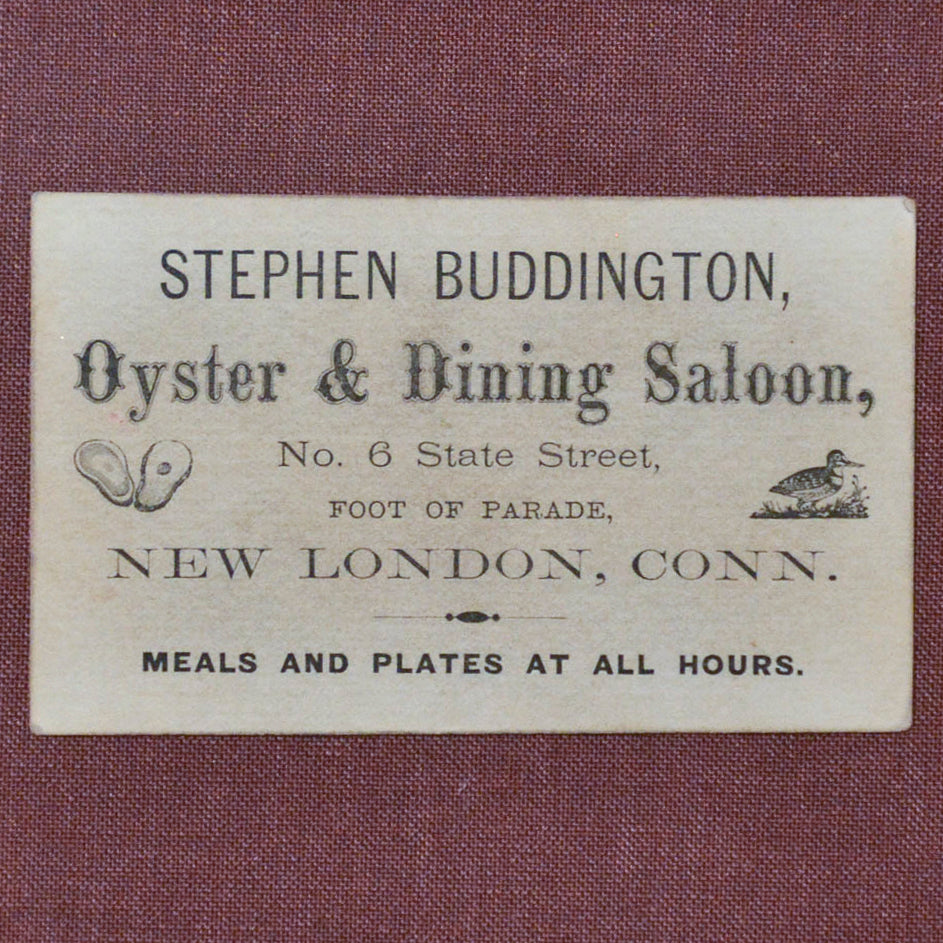 STEPHEN BUDDINGTON,
Oyster & Dining Saloon,
No. 6 State Street,
FOOT OF PARADE,
NEW LONDON, CONN.
MEALS AND PLATES AT ALL HOURS.